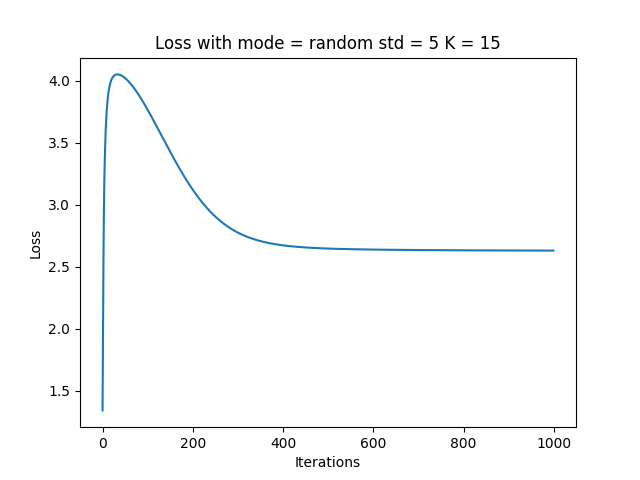 Loss with mode = random std = 5 K = 15
4.0
3.5
3.0
2.5
2.0
1.5
Loss
0 200 400 600 800 1000
Iterations